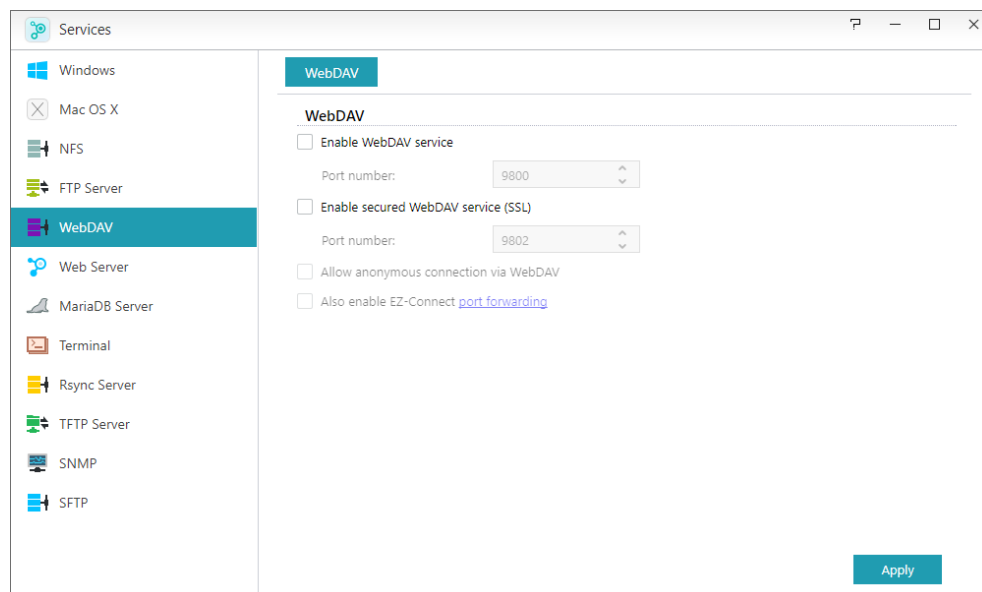 Services
Windows
Mac OS X
NFS
FTP Server
WebDAV
Web Server
MariaDB Server
Terminal
Rsync Server
TFTP Server
SNMP
SFTP
WebDAV
WebDAV
Enable WebDAV service
Port number: 9800
Enable secured WebDAV service (SSL)
Port number: 9802
Allow anonymous connection via WebDAV
Also enable EZ-Connect port forwarding
Apply